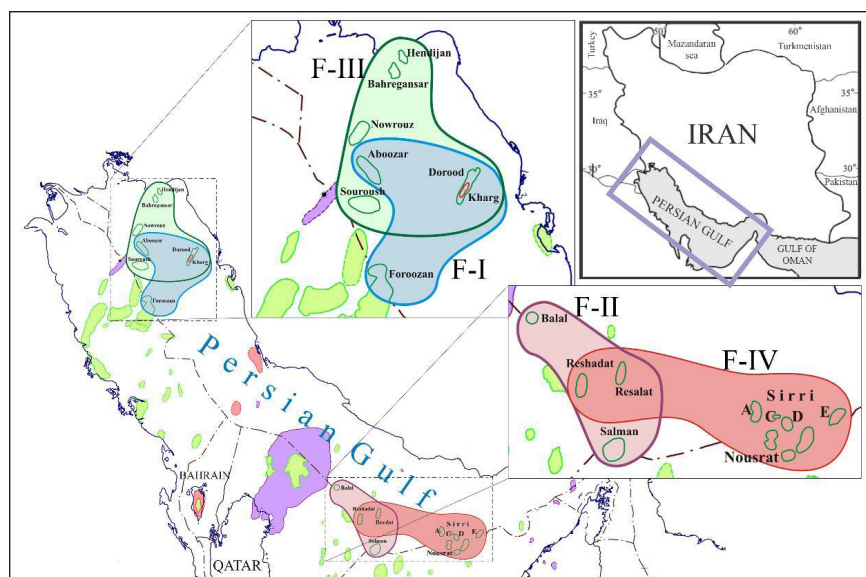 F-III
Hendijan
Bahregansar
Nowrouz
Aboozar
Dorood
Souroush
Kharg
Foroozan
F-I
50
60
Turkey
Mazandaran
sea
Turkmenistan
35
35
Iraq
Afghanistan
IRAN
30
30
Pakistan
PERSIAN GULF
GULF OF
OMAN
Hendijan
Bahregansar
Nowrouz
Aboozar
Dorood
Souroush
Kharg
Foroozan
Persian Gulf
BAHRAIN
QATAR
Balal
Reshadat
Resalat
Salman
Sirri
A C D E
Nousrat
F-II
Balal
F-IV
Reshadat
Resalat
Sirri
A C D E
Salman
Nousrat